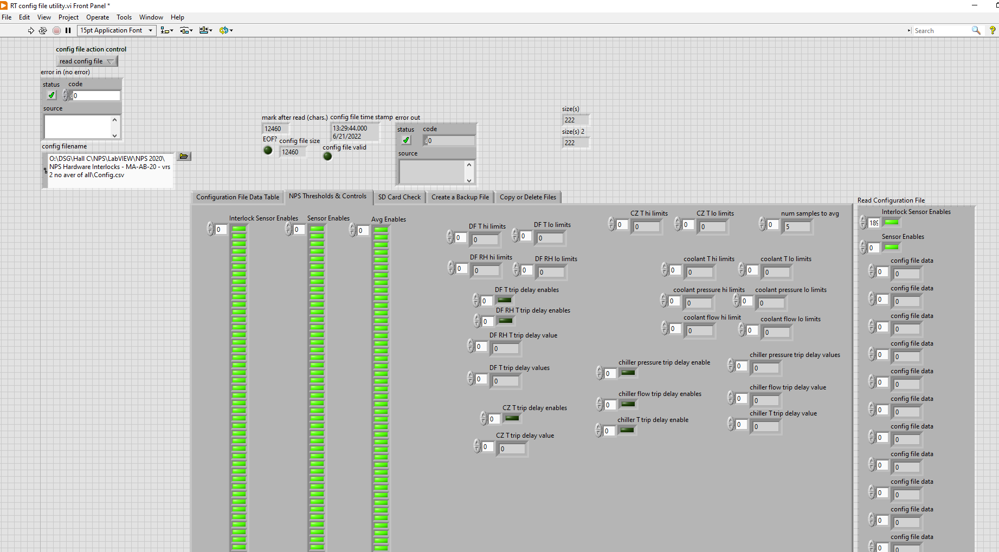 RT config file utility.vi Front Panel *
File Edit View Project Operate Tools Window Help
15pt Application Font
Search
?
config file action control
read config file
error in (no error)
status code
0
source
config filename
O:\DSG\Hall C\NPS\LabVIEW\NPS 2020\
NPS Hardware Interlocks - MA-AB-20 - vrs
2 no aver of all\Config.csv
mark after read (chars.)
12460
EOF?
config file size
12460
config file time stamp
13:29:44.000
6/21/2022
config file valid
error out
status code
0
source
size(s)
222
size(s) 2
222
Configuration File Data Table
NPS Thresholds & Controls
SD Card Check
Create a Backup File
Copy or Delete Files
Interlock Sensor Enables
0
Sensor Enables
0
Avg Enables
0
DF T hi limits
0 0
DF T lo limits
0 0
DF RH hi limits
0 0
DF RH lo limits
0 0
DF T trip delay enables
0
DF RH T trip delay enables
0
DF RH T trip delay value
0 0
DF T trip delay values
0 0
CZ T trip delay enables
0
CZ T trip delay value
0 0
CZ T hi limits
0 0
CZ T lo limits
0 0
num samples to avg
0 5
coolant T hi limits
0 0
coolant T lo limits
0 0
coolant pressure hi limits
0 0
coolant pressure lo limits
0 0
coolant flow hi limit
0 0
coolant flow lo limits
0 0
chiller pressure trip delay enable
0
chiller pressure trip delay values
0 0
chiller flow trip delay enables
0
chiller flow trip delay value
0 0
chiller T trip delay enable
0
chiller T trip delay value
0 0
Read Configuration File
Interlock Sensor Enables
189
Sensor Enables
0
config file data
0 0
config file data
0 0
config file data
0 0
config file data
0 0
config file data
0 0
config file data
0 0
config file data
0 0
config file data
0 0
config file data
0 0
config file data
0 0
config file data
0 0